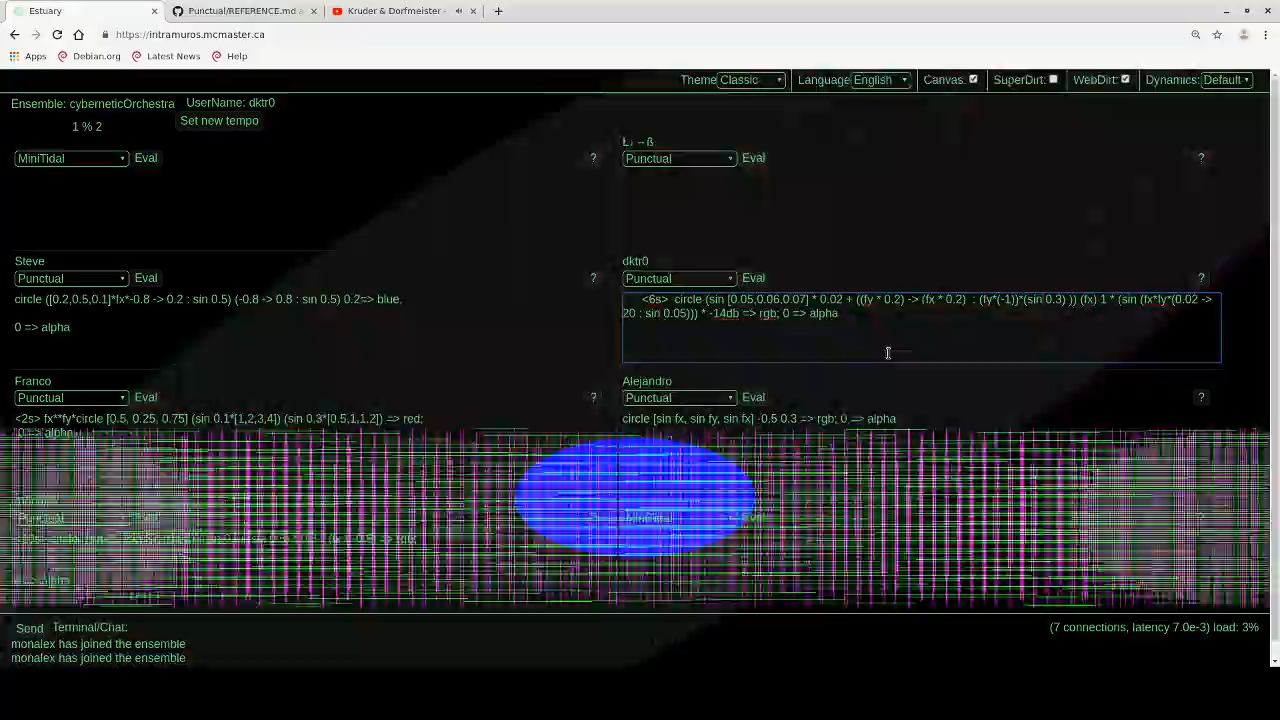 Estuary
Punctual/REFERENCE.md a
Kruder & Dorfmeister -
https://intramuros.mcmaster.ca
Apps Debian.org Latest News Help
Theme Classic Language English Canvas: SuperDirt: WebDirt: Dynamics: Default
Ensemble: cyberneticOrchestra UserName: dktr0
1 % 2 Set new tempo
MiniTidal Eval ?
Punctual Eval ?
Steve
Punctual Eval ?
circle ([0.2,0.5,0.1]*fx*-0.8 -> 0.2 : sin 0.5) (-0.8 -> 0.8 : sin 0.5) 0.2=> blue;
0 => alpha
dktr0
Punctual Eval ?
<6s> circle (sin [0.05,0.06,0.07] * 0.02 + ((fy * 0.2) -> (fx * 0.2) : (fy*(-1))*(sin 0.3) )) (fx) 1 * (sin (fx*fy*(0.02 ->
20 : sin 0.05))) * -14db => rgb; 0 => alpha
Franco
Punctual Eval ?
<2s> fx**fy*circle [0.5, 0.25, 0.75] (sin 0.1*[1,2,3,4]) (sin 0.3*[0.5,1,1.2]) => red;
0 => alpha
Alejandro
Punctual Eval ?
circle [sin fx, sin fy, sin fx] -0.5 0.3 => rgb; 0 => alpha
Punctual
MiniTidal Eval
=> alpha
Send Terminal/Chat:
(7 connections, latency 7.0e-3) load: 3%
monalex has joined the ensemble
monalex has joined the ensemble